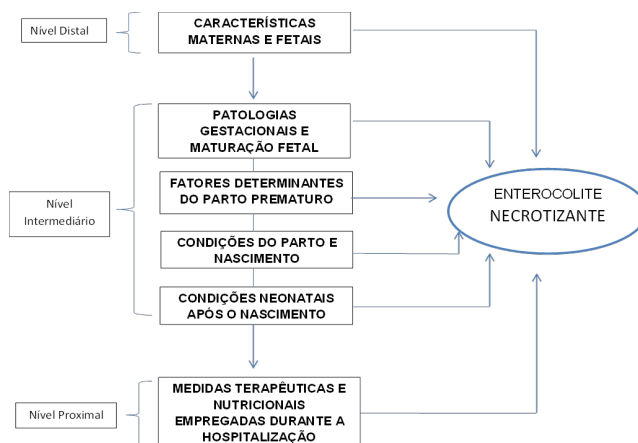 Nível Distal
CARACTERÍSTICAS
MATERNAS E FETAIS
PATOLOGIAS
GESTACIONAIS E
MATURAÇÃO FETAL
FATORES DETERMINANTES
DO PARTO PREMATURO
Nível
Intermediário
CONDIÇÕES DO PARTO E
NASCIMENTO
CONDIÇÕES NEONATAIS
APÓS O NASCIMENTO
ENTEROCOLITE
NECROTIZANTE
Nível Proximal
MEDIDAS TERAPÊUTICAS E
NUTRICIONAIS
EMPREGADAS DURANTE A
HOSPITALIZAÇÃO